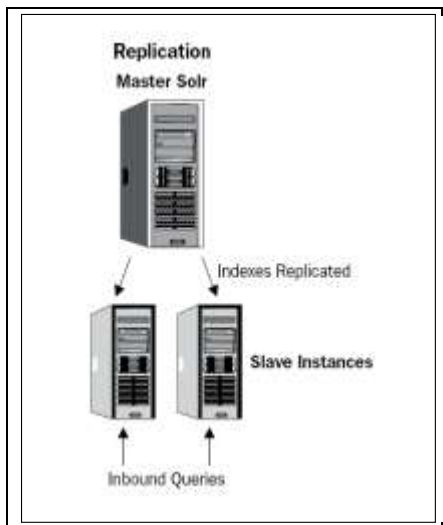 Replication
Master Solr
Indexes Replicated
Slave Instances
Inbound Queries